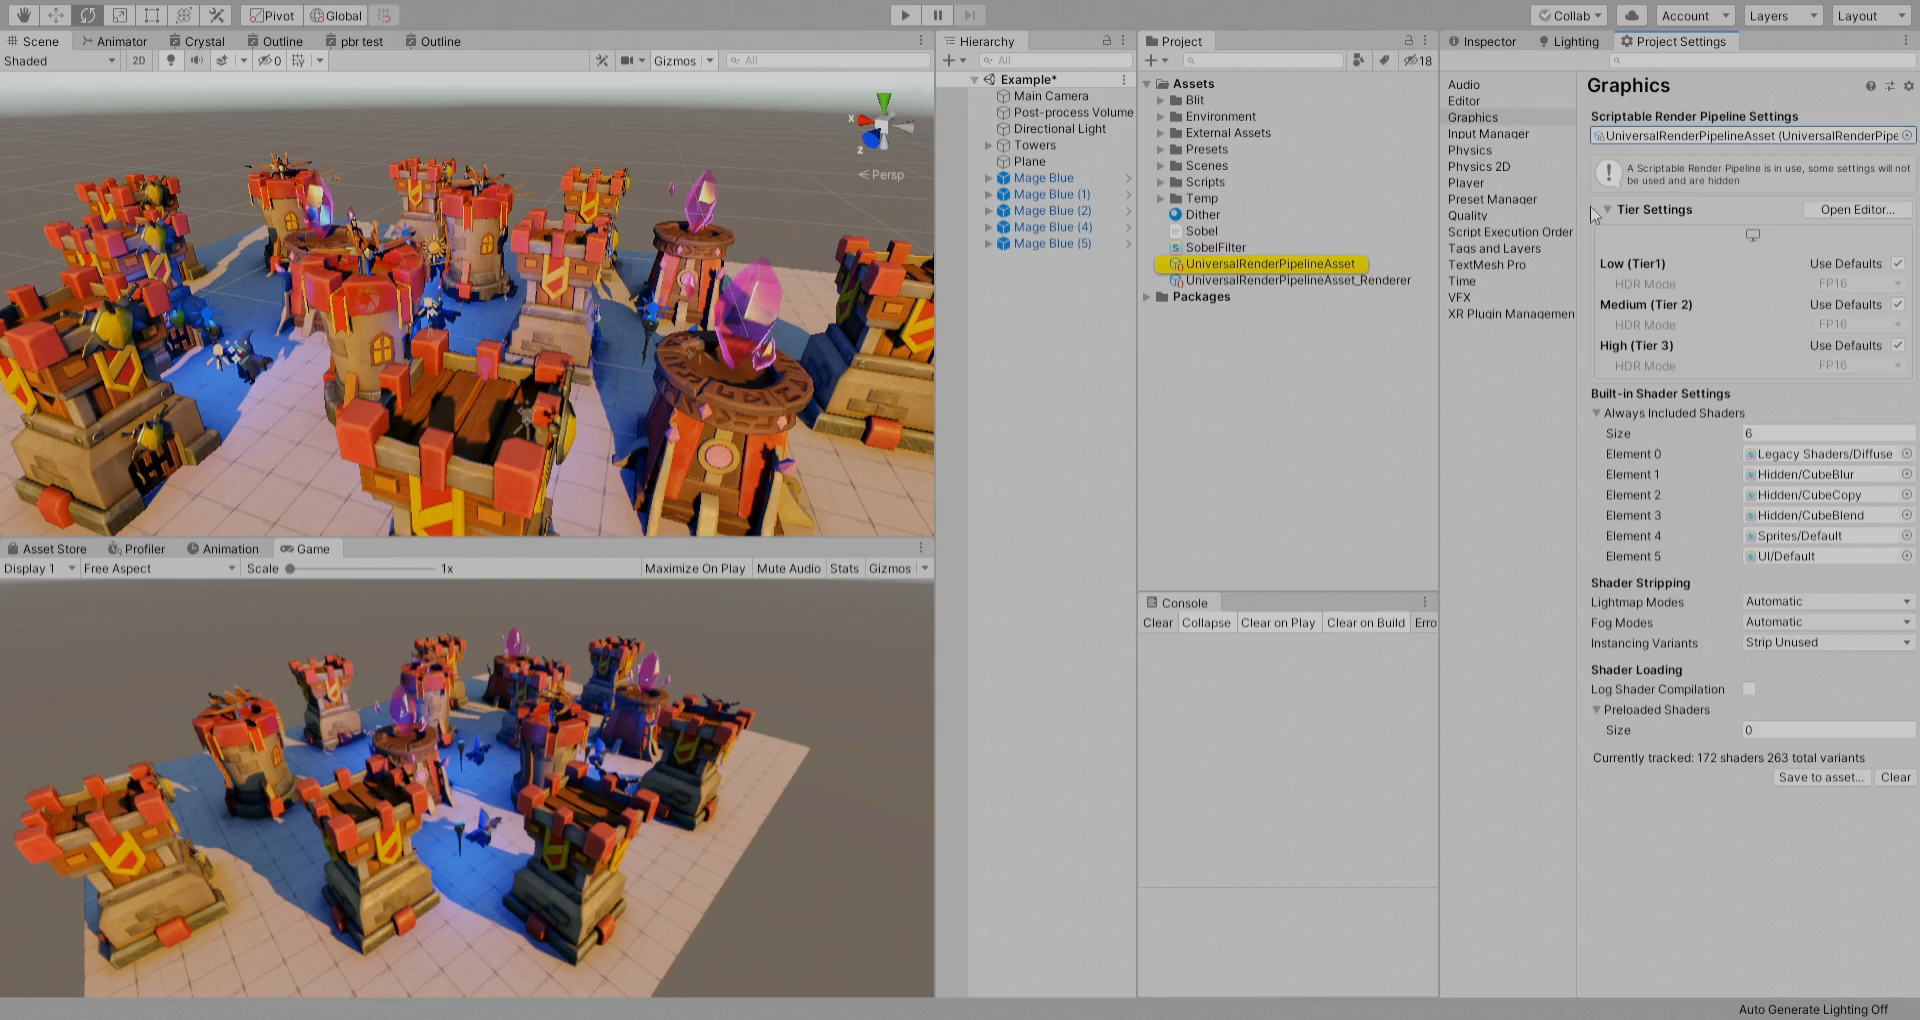 Pivot Global Collab Account Layers Layout
Scene Animator Crystal Outline pbr test Outline
Shaded 2D 0 Gizmos All
Persp
x
z
Asset Store Profiler Animation Game
Display 1 Free Aspect Scale 1x Maximize On Play Mute Audio Stats Gizmos
Hierarchy
All
Example*
Main Camera
Post-process Volume
Directional Light
Towers
Plane
Mage Blue
Mage Blue (1)
Mage Blue (2)
Mage Blue (4)
Mage Blue (5)
Project
18
Assets
Blit
Environment
External Assets
Presets
Scenes
Scripts
Temp
Dither
Sobel
SobelFilter
UniversalRenderPipelineAsset
UniversalRenderPipelineAsset_Renderer
Packages
Console
Clear Collapse Clear on Play Clear on Build Erro
Inspector Lighting Project Settings
Audio
Editor
Graphics
Input Manager
Physics
Physics 2D
Player
Preset Manager
Quality
Script Execution Order
Tags and Layers
TextMesh Pro
Time
VFX
XR Plugin Managemen
Graphics
Scriptable Render Pipeline Settings
UniversalRenderPipelineAsset (UniversalRenderPipe
A Scriptable Render Pipeline is in use, some settings will not
be used and are hidden
Tier Settings Open Editor...
Low (Tier1) Use Defaults
HDR Mode FP16
Medium (Tier 2) Use Defaults
HDR Mode FP16
High (Tier 3) Use Defaults
HDR Mode FP16
Built-in Shader Settings
Always Included Shaders
Size 6
Element 0 Legacy Shaders/Diffuse
Element 1 Hidden/CubeBlur
Element 2 Hidden/CubeCopy
Element 3 Hidden/CubeBlend
Element 4 Sprites/Default
Element 5 UI/Default
Shader Stripping
Lightmap Modes Automatic
Fog Modes Automatic
Instancing Variants Strip Unused
Shader Loading
Log Shader Compilation
Preloaded Shaders
Size 0
Currently tracked: 172 shaders 263 total variants
Save to asset... Clear
Auto Generate Lighting Off